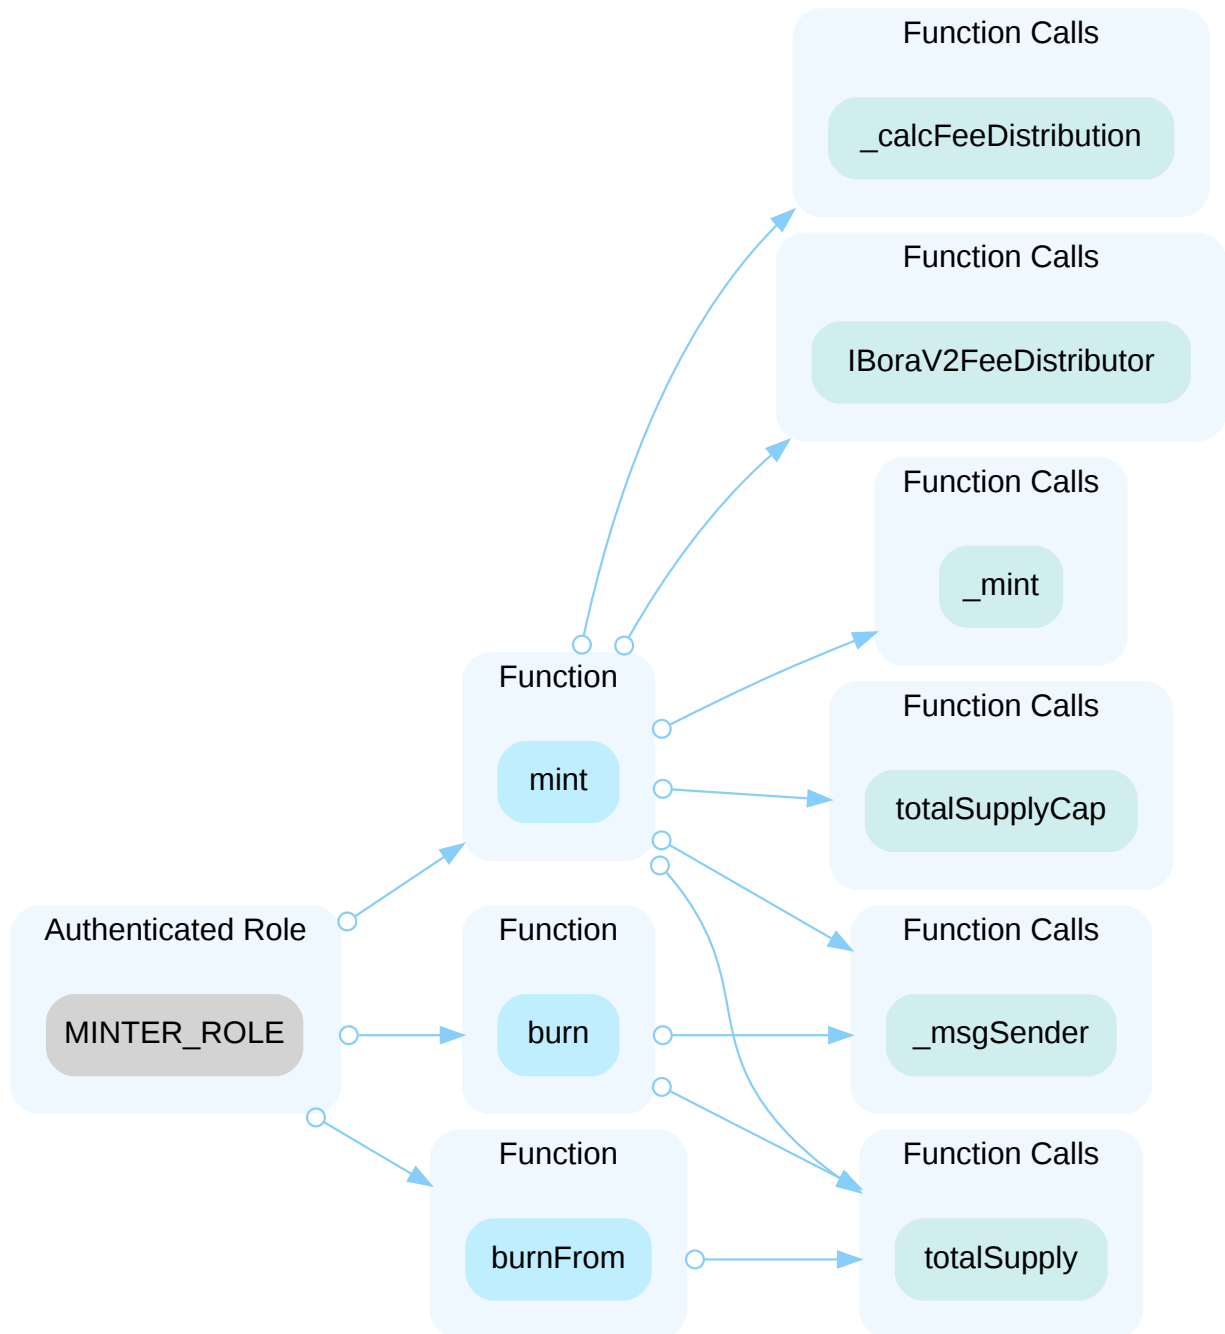 Function Calls
_calcFeeDistribution
Function Calls
IBoraV2FeeDistributor
Function Calls
_mint
Function
mint
Function Calls
totalSupplyCap
Authenticated Role
MINTER_ROLE
Function
burn
Function Calls
_msgSender
Function
burnFrom
Function Calls
totalSupply